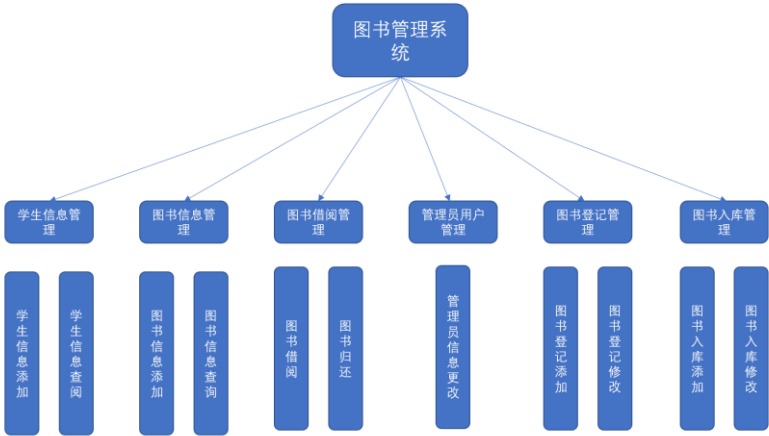 图书管理系
统
学生信息管
理
图书信息管
理
图书借阅管
理
管理员用户
管理
图书登记管
理
图书入库管
理
学生信息添加
学生信息查阅
图书信息添加
图书信息查询
图书借阅
图书归还
管理员信息更改
图书登记添加
图书登记修改
图书入库添加
图书入库修改